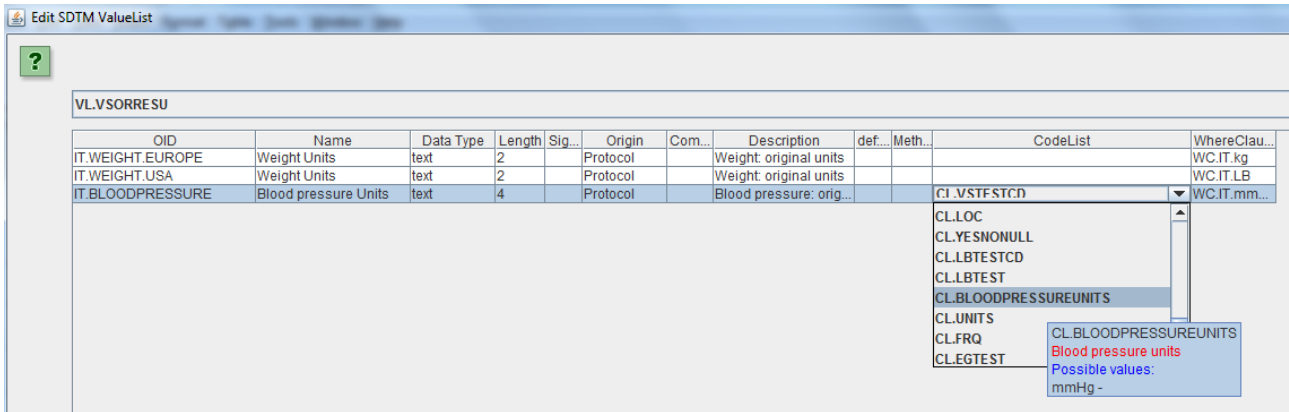 Edit SDTM ValueList
?
VL.VSORRESU
OID Name Data Type Length Sig... Origin Com... Description def:... Meth... CodeList WhereClau...
IT.WEIGHT.EUROPE Weight Units text 2 Protocol Weight: original units WC.IT.kg
IT.WEIGHT.USA Weight Units text 2 Protocol Weight: original units WC.IT.LB
IT.BLOODPRESSURE Blood pressure Units text 4 Protocol Blood pressure: orig... CL.VSTESTCD WC.IT.mm...
CL.LOC
CL.YESNONULL
CL.LBTESTCD
CL.LBTEST
CL.BLOODPRESSUREUNITS
CL.UNITS
CL.FRQ
CL.EGTEST
CL.BLOODPRESSUREUNITS
Blood pressure units
Possible values:
mmHg -